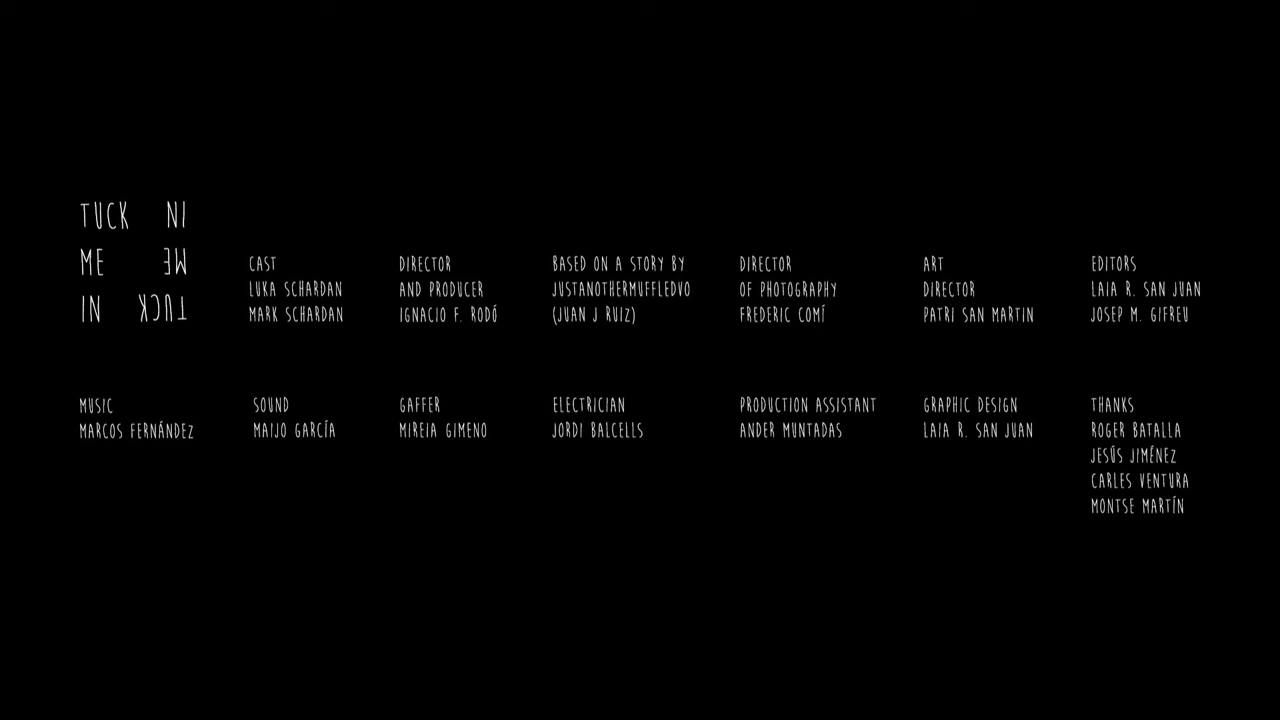 TUCK NI
ME ME
IN TUCK
CAST
LUKA SCHARDAN
MARK SCHARDAN
DIRECTOR
AND PRODUCER
IGNACIO F. RODÓ
BASED ON A STORY BY
JUSTANOTHERMUFFLEDVO
(JUAN J RUIZ)
DIRECTOR
OF PHOTOGRAPHY
FREDERIC COMÍ
ART
DIRECTOR
PATRI SAN MARTIN
EDITORS
LAIA R. SAN JUAN
JOSEP M. GIFREU
MUSIC
MARCOS FERNÁNDEZ
SOUND
MAIJO GARCÍA
GAFFER
MIREIA GIMENO
ELECTRICIAN
JORDI BALCELLS
PRODUCTION ASSISTANT
ANDER MUNTADAS
GRAPHIC DESIGN
LAIA R. SAN JUAN
THANKS
ROGER BATALLA
JESÚS JIMÉNEZ
CARLES VENTURA
MONTSE MARTÍN